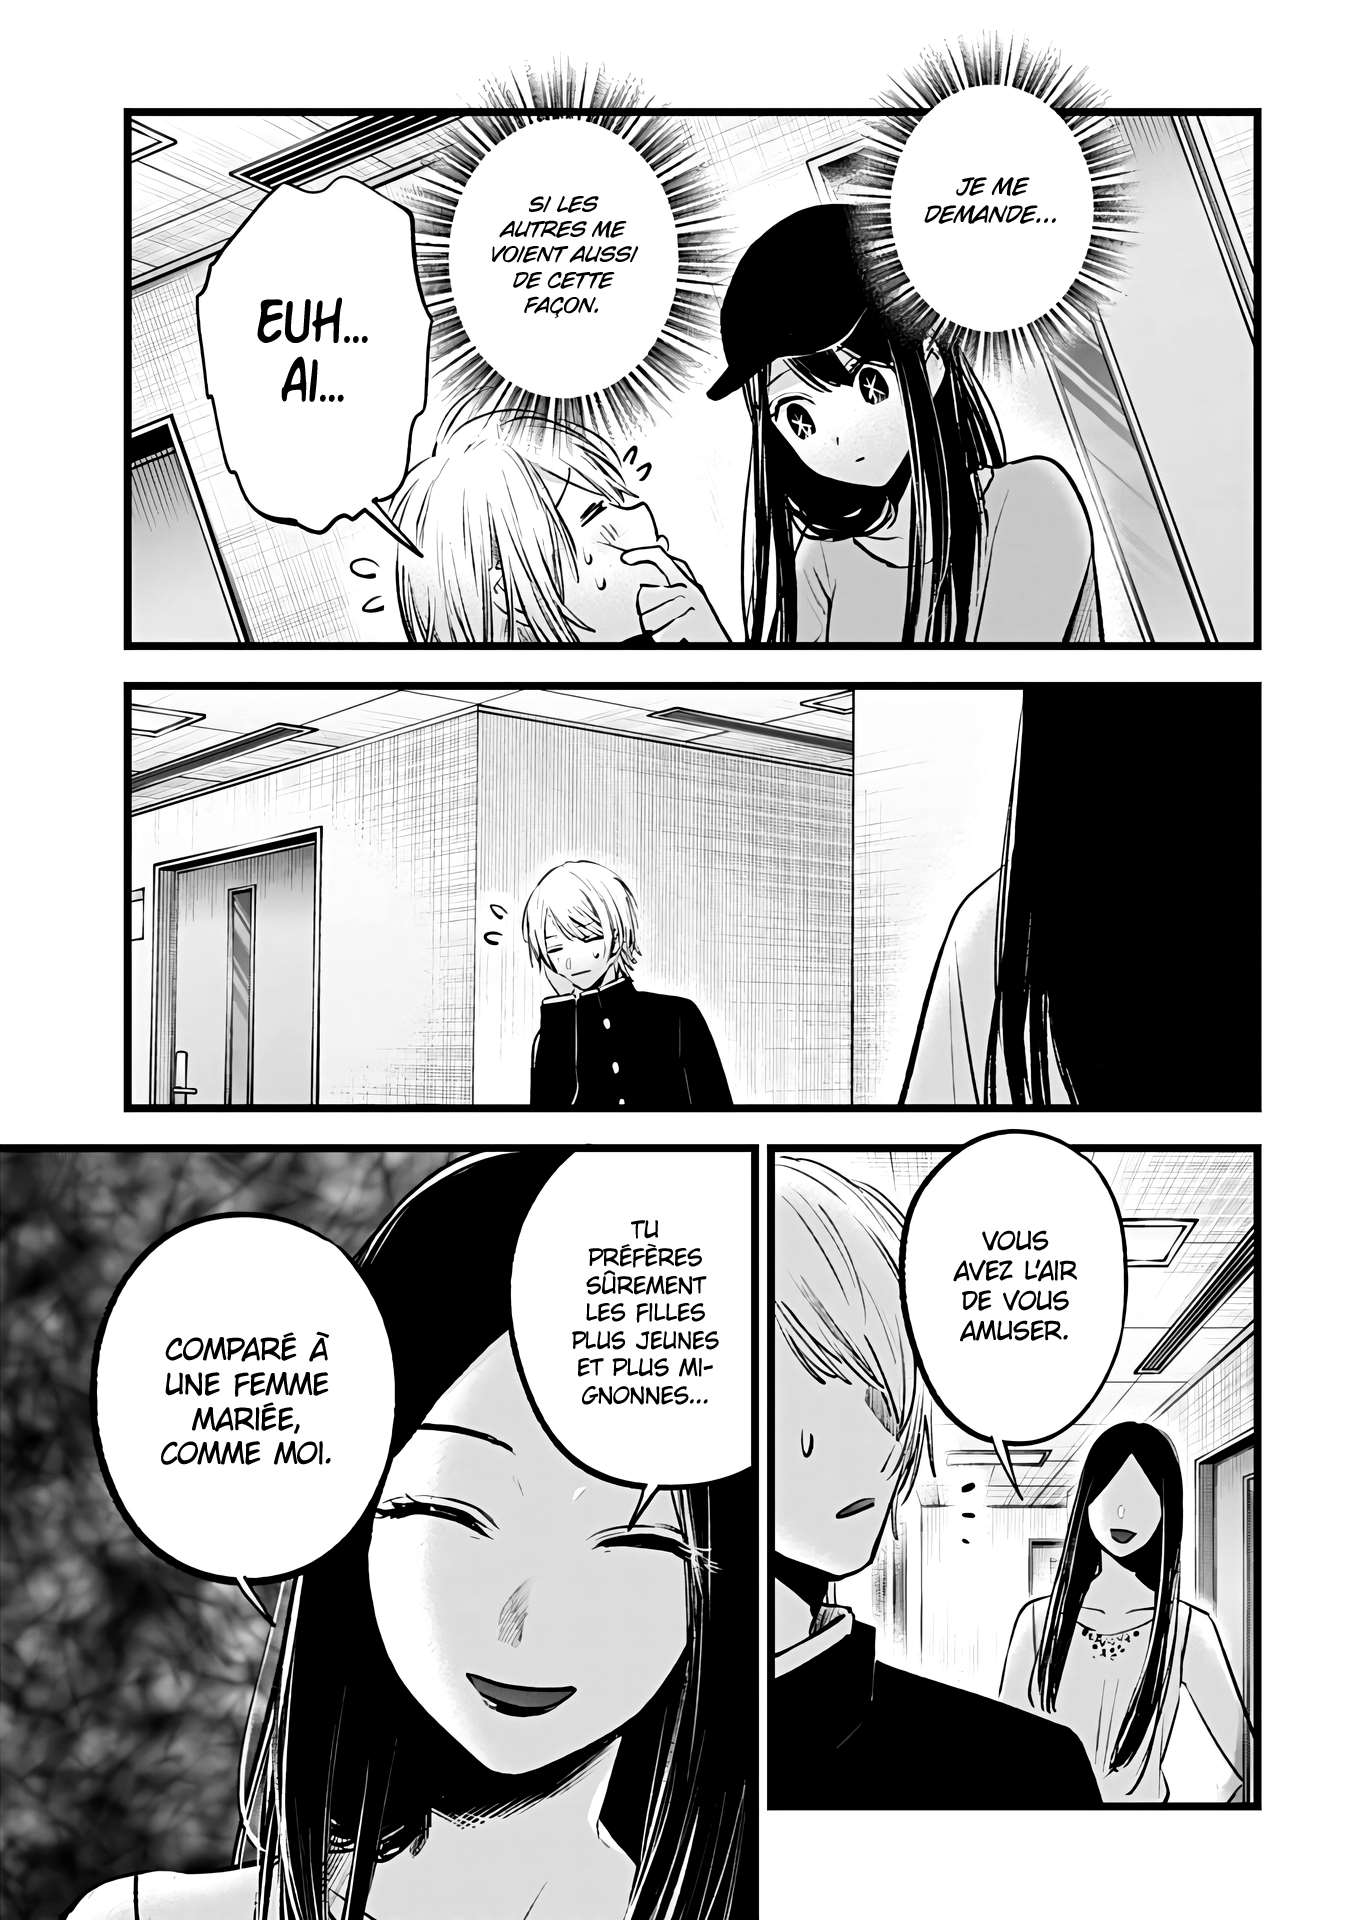 JE ME
DEMANDE...
SI LES
AUTRES ME
VOIENT AUSSI
DE CETTE
FAÇON.
EUH...
AI...
VOUS
AVEZ L'AIR
DE VOUS
AMUSER.
TU
PRÉFÈRES
SÛREMENT
LES FILLES
PLUS JEUNES
ET PLUS MI-
GNONNES...
COMPARÉ À
UNE FEMME
MARIÉE,
COMME MOI.